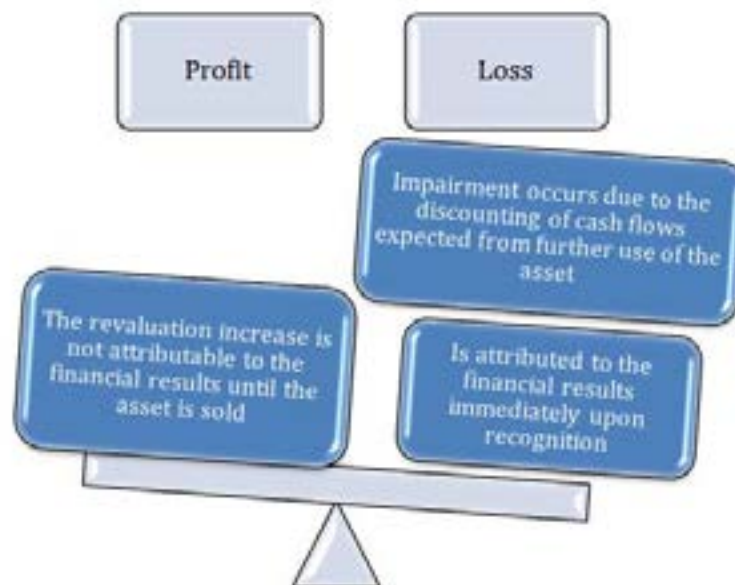 Profit
Loss
Impairment occurs due to the
discounting of cash flows
expected from further use of the
asset
The revaluation increase is
not attributable to the
financial results until the
asset is sold
Is attributed to the
financial results
immediately upon
recognition